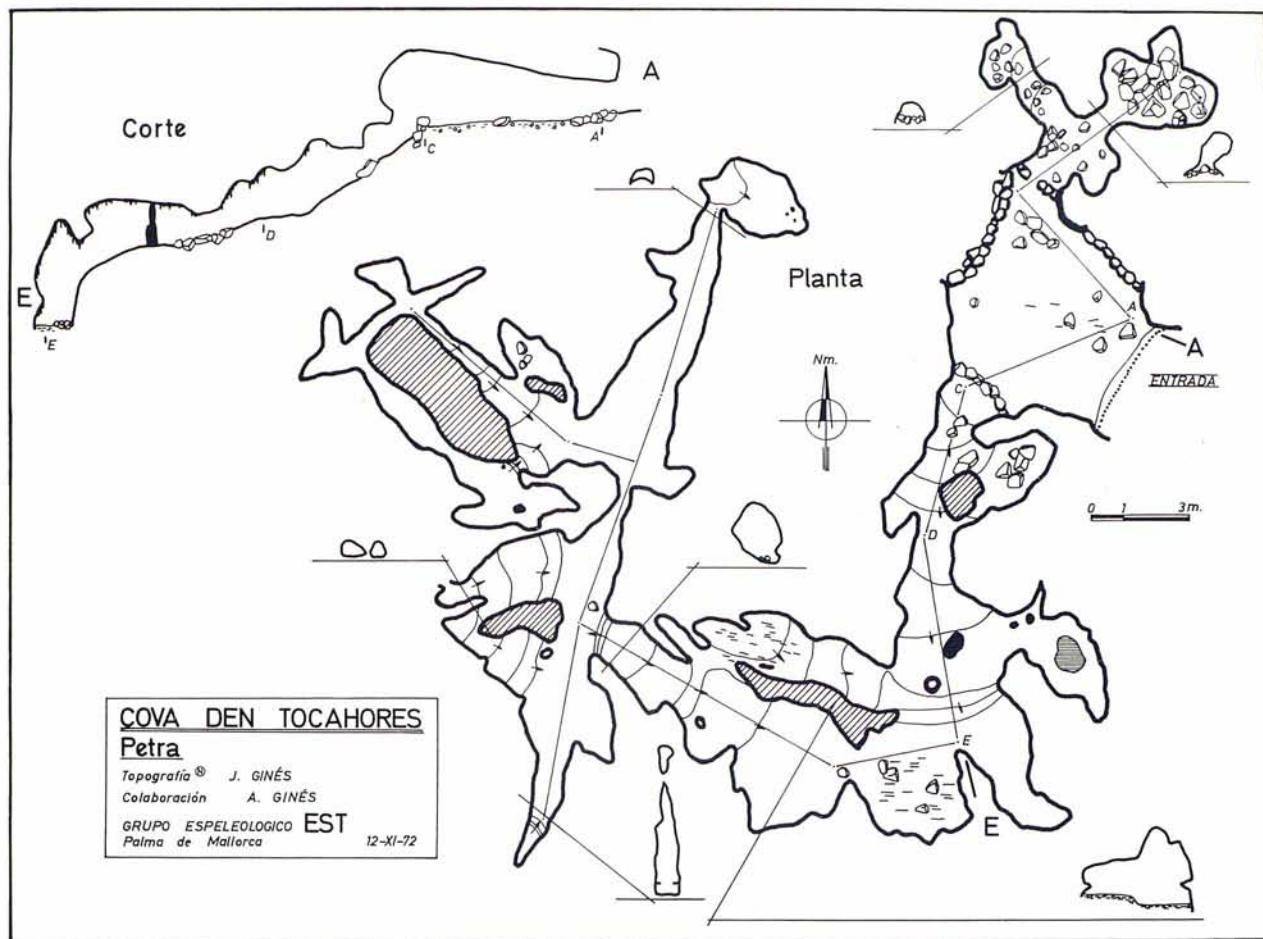 Corte
A
A'
'C
'D
E
'E
Planta
Nm.
A
A
ENTRADA
C
D
0 1 3m.
E
E
COVA DEN TOCAHORES
Petra
Topografía Ⓝ J. GINÉS
Colaboración A. GINÉS
GRUPO ESPELEOLOGICO EST
Palma de Mallorca 12-XI-72